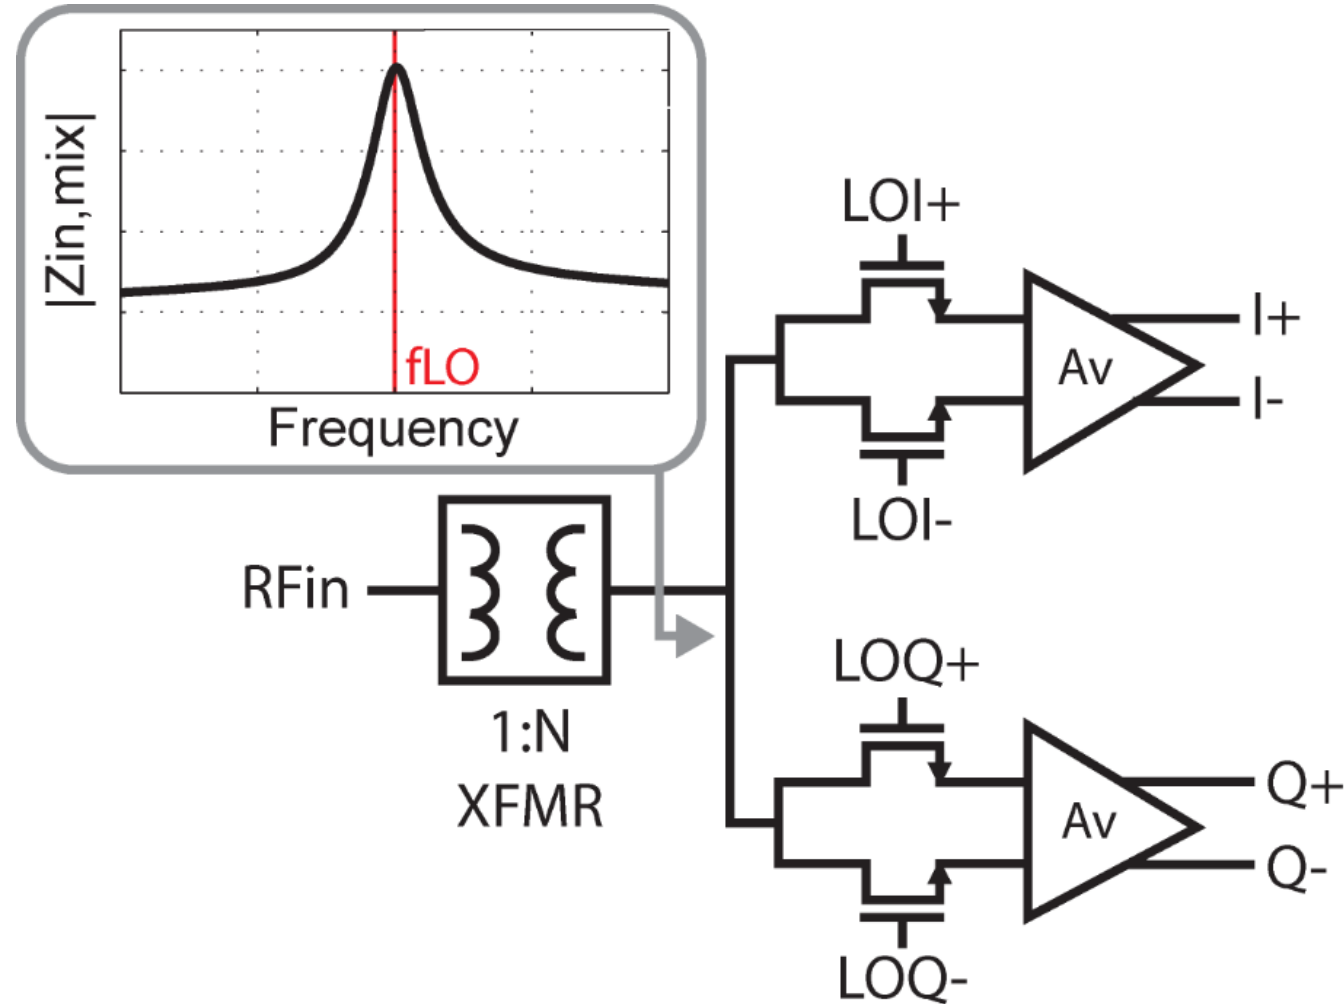 |Zin,mix|
fLO
Frequency
LOI+
I+
Av
I-
LOI-
RFin
1:N
XFMR
LOQ+
Q+
Av
Q-
LOQ-